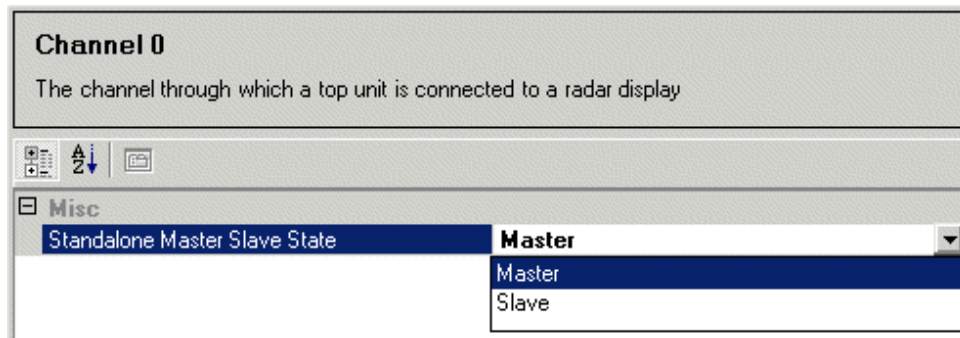 Channel 0
The channel through which a top unit is connected to a radar display
A Z
Misc
Standalone Master Slave State Master
Master
Slave